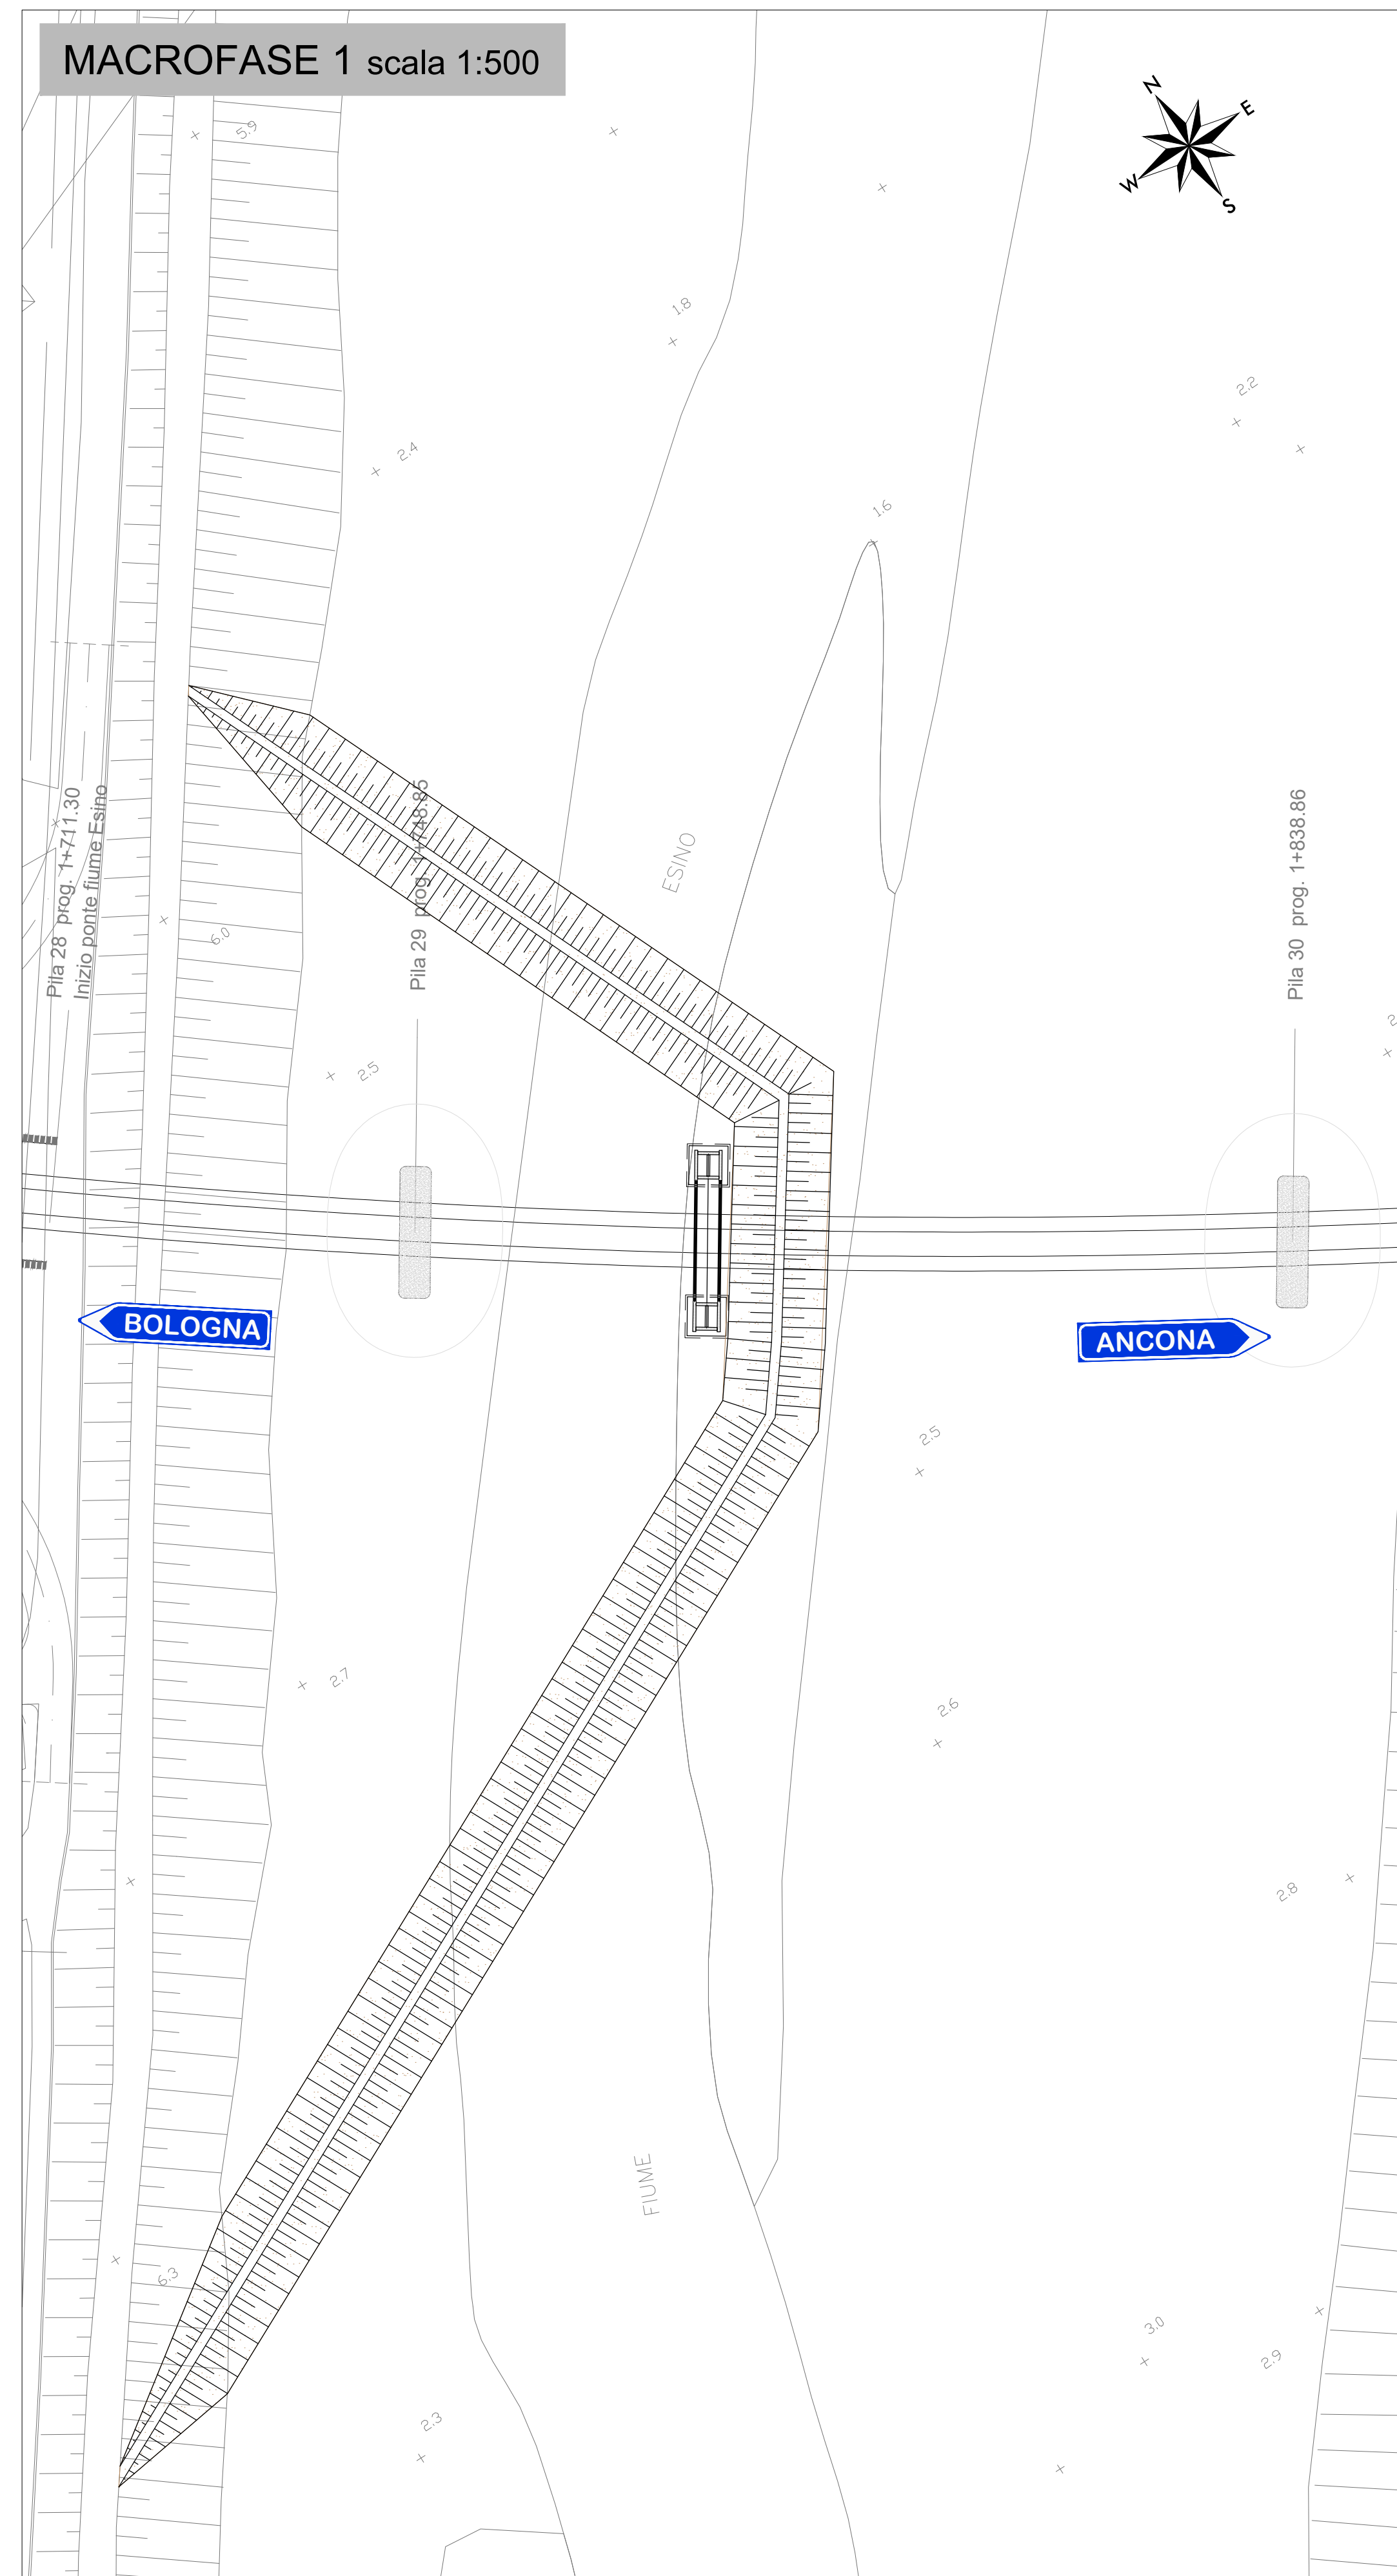 MACROFASE 1 scala 1:500
N
E
W
S
5.9
1.8
2.2
2.4
1.6
Pila 28 prog. 1+711.30
Inizio ponte fiume Esino
Pila 29 prog. 1+748.85
ESINO
Pila 30 prog. 1+838.86
6.0
2.5
BOLOGNA
ANCONA
2.5
2.7
2.6
2.8
FIUME
6.3
3.0
2.9
2.3